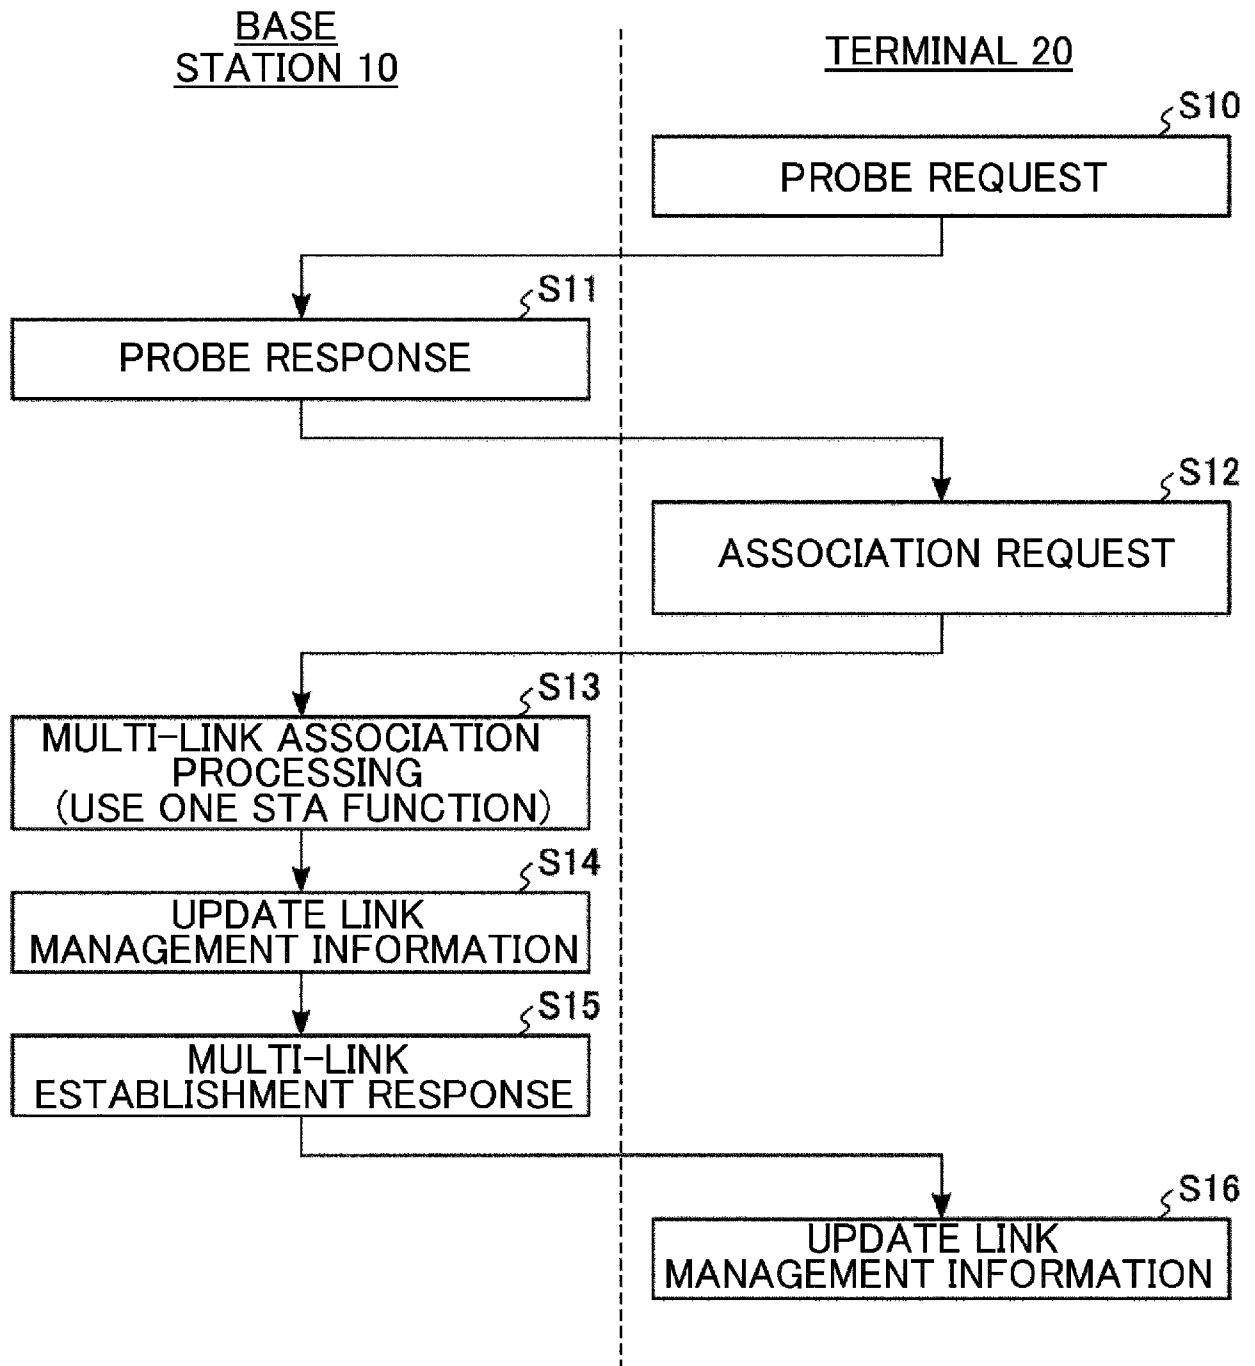 BASE
STATION 10
TERMINAL 20
S10
PROBE REQUEST
S11
PROBE RESPONSE
S12
ASSOCIATION REQUEST
S13
MULTI-LINK ASSOCIATION
PROCESSING
(USE ONE STA FUNCTION)
S14
UPDATE LINK
MANAGEMENT INFORMATION
S15
MULTI-LINK
ESTABLISHMENT RESPONSE
S16
UPDATE LINK
MANAGEMENT INFORMATION